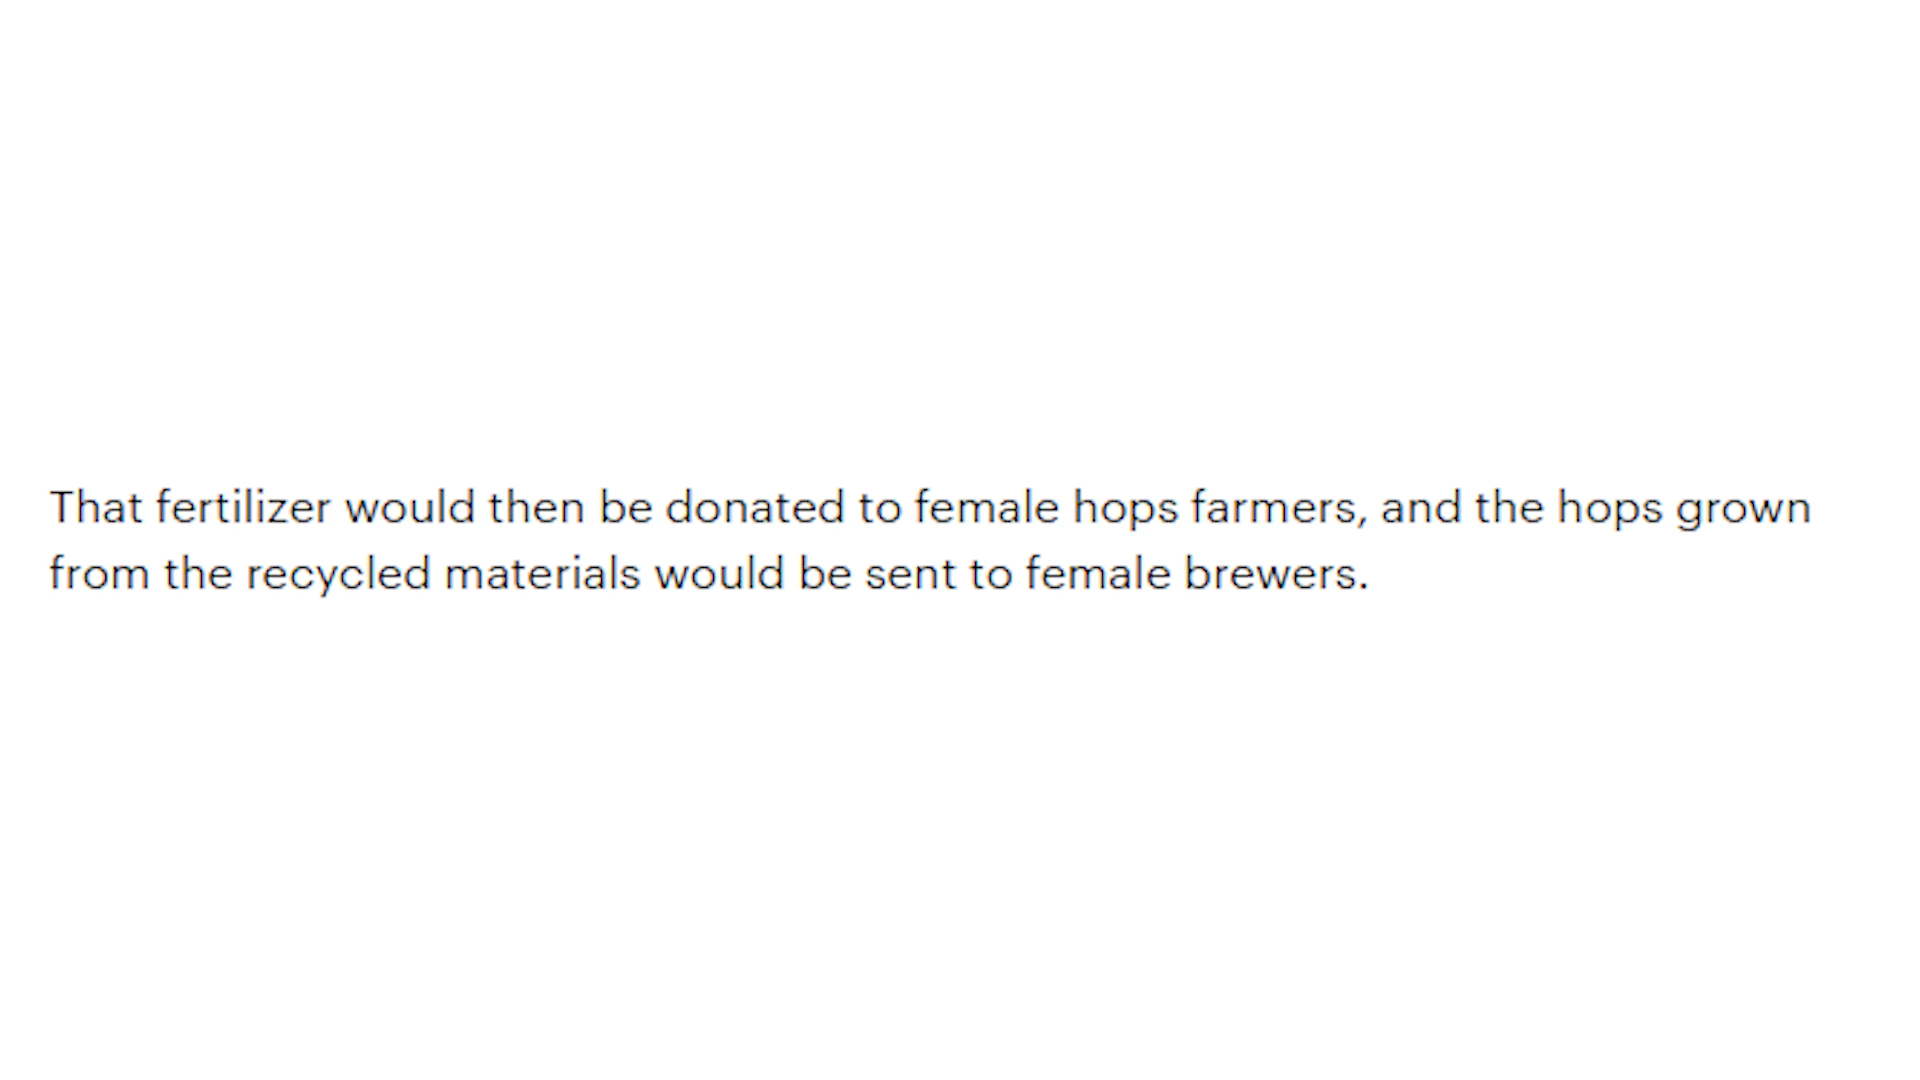 That fertilizer would then be donated to female hops farmers, and the hops grown
from the recycled materials would be sent to female brewers.